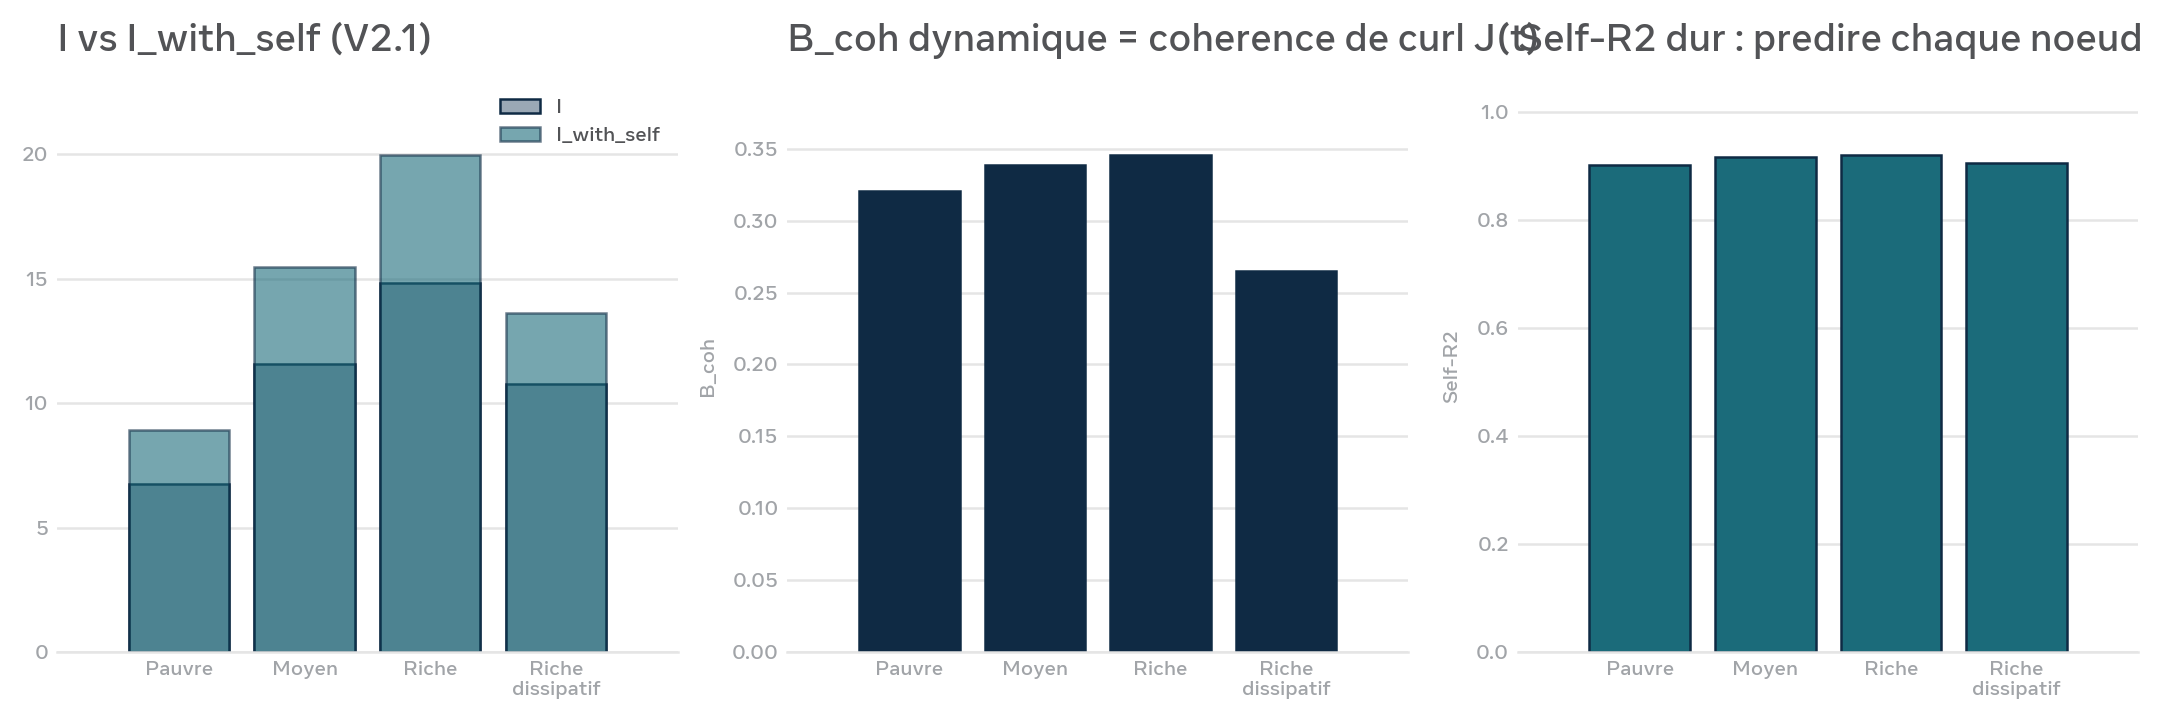 I vs I_with_self (V2.1)
I
I_with_self
20
15
10
5
0
Pauvre
Moyen
Riche
Riche
dissipatif
B_coh dynamique = coherence de curl J(t)
B_coh
0.35
0.30
0.25
0.20
0.15
0.10
0.05
0.00
Pauvre
Moyen
Riche
Riche
dissipatif
Self-R2 dur : predire chaque noeud
Self-R2
1.0
0.8
0.6
0.4
0.2
0.0
Pauvre
Moyen
Riche
Riche
dissipatif